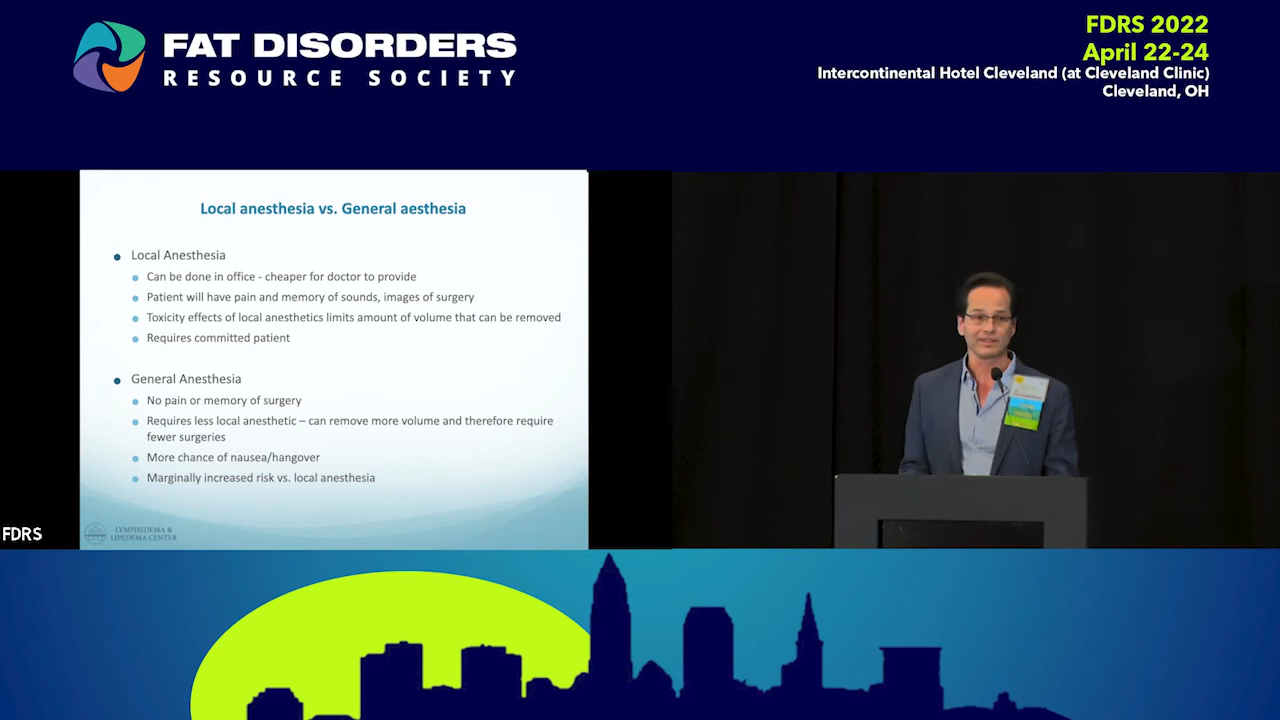 FAT DISORDERS
RESOURCE SOCIETY
FDRS 2022
April 22-24
Intercontinental Hotel Cleveland (at Cleveland Clinic)
Cleveland, OH
Local anesthesia vs. General aesthesia
Local Anesthesia
Can be done in office - cheaper for doctor to provide
Patient will have pain and memory of sounds, images of surgery
Toxicity effects of local anesthetics limits amount of volume that can be removed
Requires committed patient
General Anesthesia
No pain or memory of surgery
Requires less local anesthetic – can remove more volume and therefore require
fewer surgeries
More chance of nausea/hangover
Marginally increased risk vs. local anesthesia
LYMPHEDEMA &
LIPEDEMA CENTER
FDRS